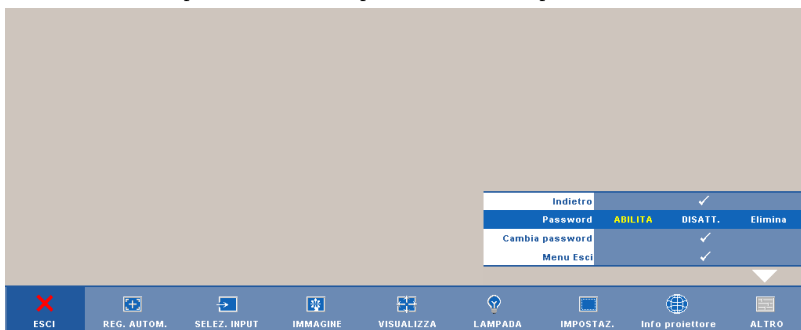 Indietro
Password ABILITA DISATT. Elimina
Cambia password
Menu Esci
ESCI REG. AUTOM. SELEZ. INPUT IMMAGINE VISUALIZZA LAMPADA IMPOSTAZ. Info proiettore ALTRO